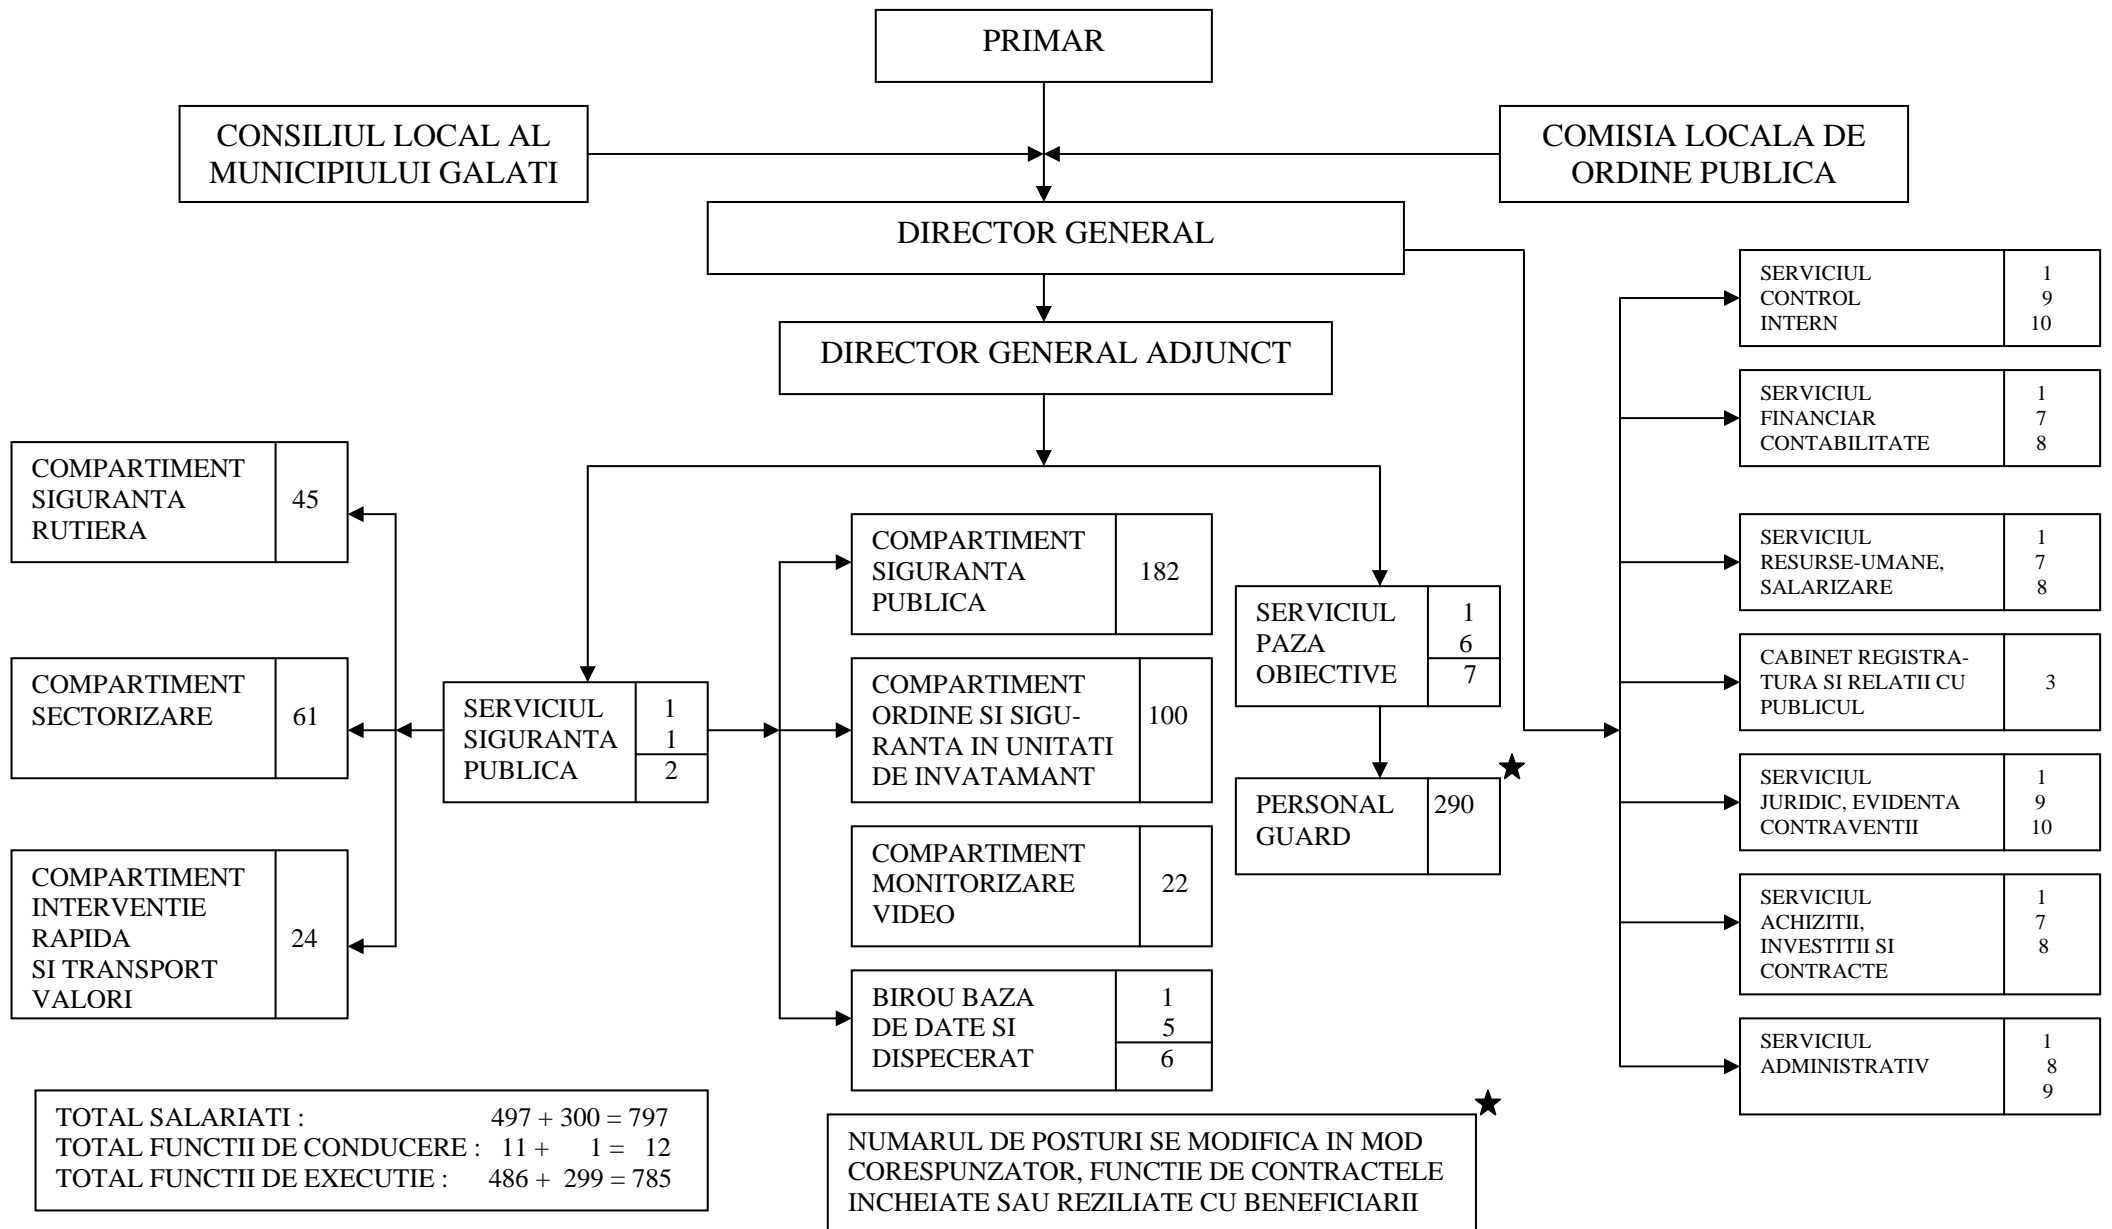 PRIMAR
CONSILIUL LOCAL AL
MUNICIPIULUI GALATI
COMISIA LOCALA DE
ORDINE PUBLICA
DIRECTOR GENERAL
DIRECTOR GENERAL ADJUNCT
COMPARTIMENT
SIGURANTA
RUTIERA
45
COMPARTIMENT
SECTORIZARE
61
COMPARTIMENT
INTERVENTIE
RAPIDA
SI TRANSPORT
VALORI
24
SERVICIUL
SIGURANTA
PUBLICA
1
1
2
COMPARTIMENT
SIGURANTA
PUBLICA
182
COMPARTIMENT
ORDINE SI SIGU-
RANTA IN UNITATI
DE INVATAMANT
100
COMPARTIMENT
MONITORIZARE
VIDEO
22
BIROU BAZA
DE DATE SI
DISPECERAT
1
5
6
SERVICIUL
PAZA
OBIECTIVE
1
6
7
PERSONAL
GUARD
290
★
SERVICIUL
CONTROL
INTERN
1
9
10
SERVICIUL
FINANCIAR
CONTABILITATE
1
7
8
SERVICIUL
RESURSE-UMANE,
SALARIZARE
1
7
8
CABINET REGISTRA-
TURA SI RELATII CU
PUBLICUL
3
SERVICIUL
JURIDIC, EVIDENTA
CONTRAVENTII
1
9
10
SERVICIUL
ACHIZITII,
INVESTITII SI
CONTRACTE
1
7
8
SERVICIUL
ADMINISTRATIV
1
8
9
TOTAL SALARIATI : 497 + 300 = 797
TOTAL FUNCTII DE CONDUCERE : 11 + 1 = 12
TOTAL FUNCTII DE EXECUTIE : 486 + 299 = 785
★
NUMARUL DE POSTURI SE MODIFICA IN MOD
CORESPUNZATOR, FUNCTIE DE CONTRACTELE
INCHEIATE SAU REZILIATE CU BENEFICIARII